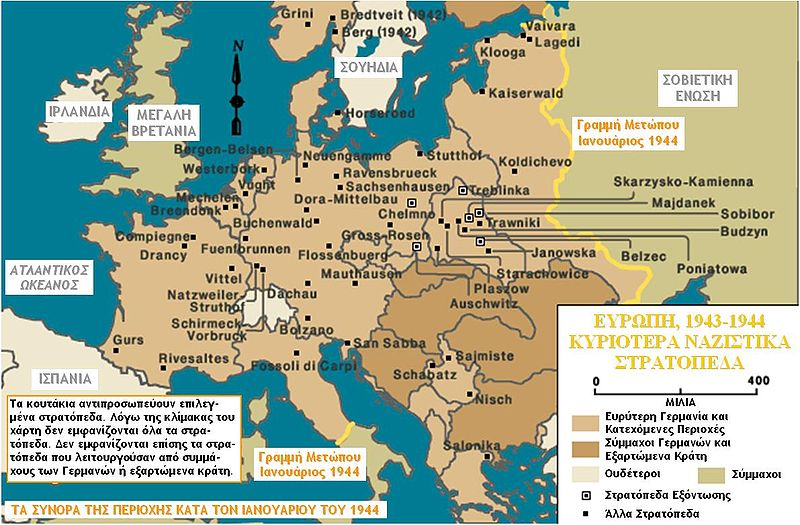 Grini
Bredtveit (1942)
Berg (1942)
Vaivara
Lagedi
Klooga
ΣΟΥΗΔΙΑ
ΣΟΒΙΕΤΙΚΗ
ΕΝΩΣΗ
Kaiserwald
ΙΡΛΑΝΔΙΑ
ΜΕΓΑΛΗ
ΒΡΕΤΑΝΙΑ
N
Horseroed
Γραμμή Μετώπου
Ιανουάριος 1944
Bergen-Belsen
Neuengamme
Stutthof
Koldichevo
Westerbork
Ravensbrueck
Vught
Sachsenhausen
Treblinka
Skarzysko-Kamienna
Mechelen
Dora-Mittelbau
Majdanek
Breendonk
Chelmno
Sobibor
Buchenwald
Trawniki
Budzyn
Compiegne
Gross-Rosen
Drancy
Fuenbrunnen
Flossenburg
Janowska
Belzec
ΑΤΛΑΝΤΙΚΟΣ
ΩΚΕΑΝΟΣ
Vittel
Mauthausen
Starachowice
Poniatowa
Natzweiler-
Struthof
Dachau
Plaszow
Auschwitz
Schirmeck-
Vorbruck
Bolzano
Gurs
San Sabba
Rivesaltes
Fossoli di Carpi
Sajmiste
Schabatz
ΙΣΠΑΝΙΑ
Nisch
Salonika
Τα κουτάκια αντιπροσωπεύουν επιλεγ-
μένα στρατόπεδα. Λόγω της κλίμακας του
χάρτη δεν εμφανίζονται όλα τα στρα-
τόπεδα. Δεν εμφανίζονται επίσης τα στρα-
τόπεδα που λειτουργούσαν από συμμά-
χους των Γερμανών ή εξαρτώμενα κράτη.
Γραμμή Μετώπου
Ιανουάριος 1944
ΤΑ ΣΥΝΟΡΑ ΤΗΣ ΠΕΡΙΟΧΗΣ ΚΑΤΑ ΤΟΝ ΙΑΝΟΥΑΡΙΟΥ ΤΟΥ 1944
ΕΥΡΩΠΗ, 1943-1944
ΚΥΡΙΟΤΕΡΑ ΝΑΖΙΣΤΙΚΑ
ΣΤΡΑΤΟΠΕΔΑ
0 400
ΜΙΛΙΑ
Ευρύτερη Γερμανία και
Κατεχόμενες Περιοχές
Σύμμαχοι Γερμανών και
Εξαρτώμενα Κράτη
Ουδέτεροι
Σύμμαχοι
Στρατόπεδα Εξόντωσης
Άλλα Στρατόπεδα